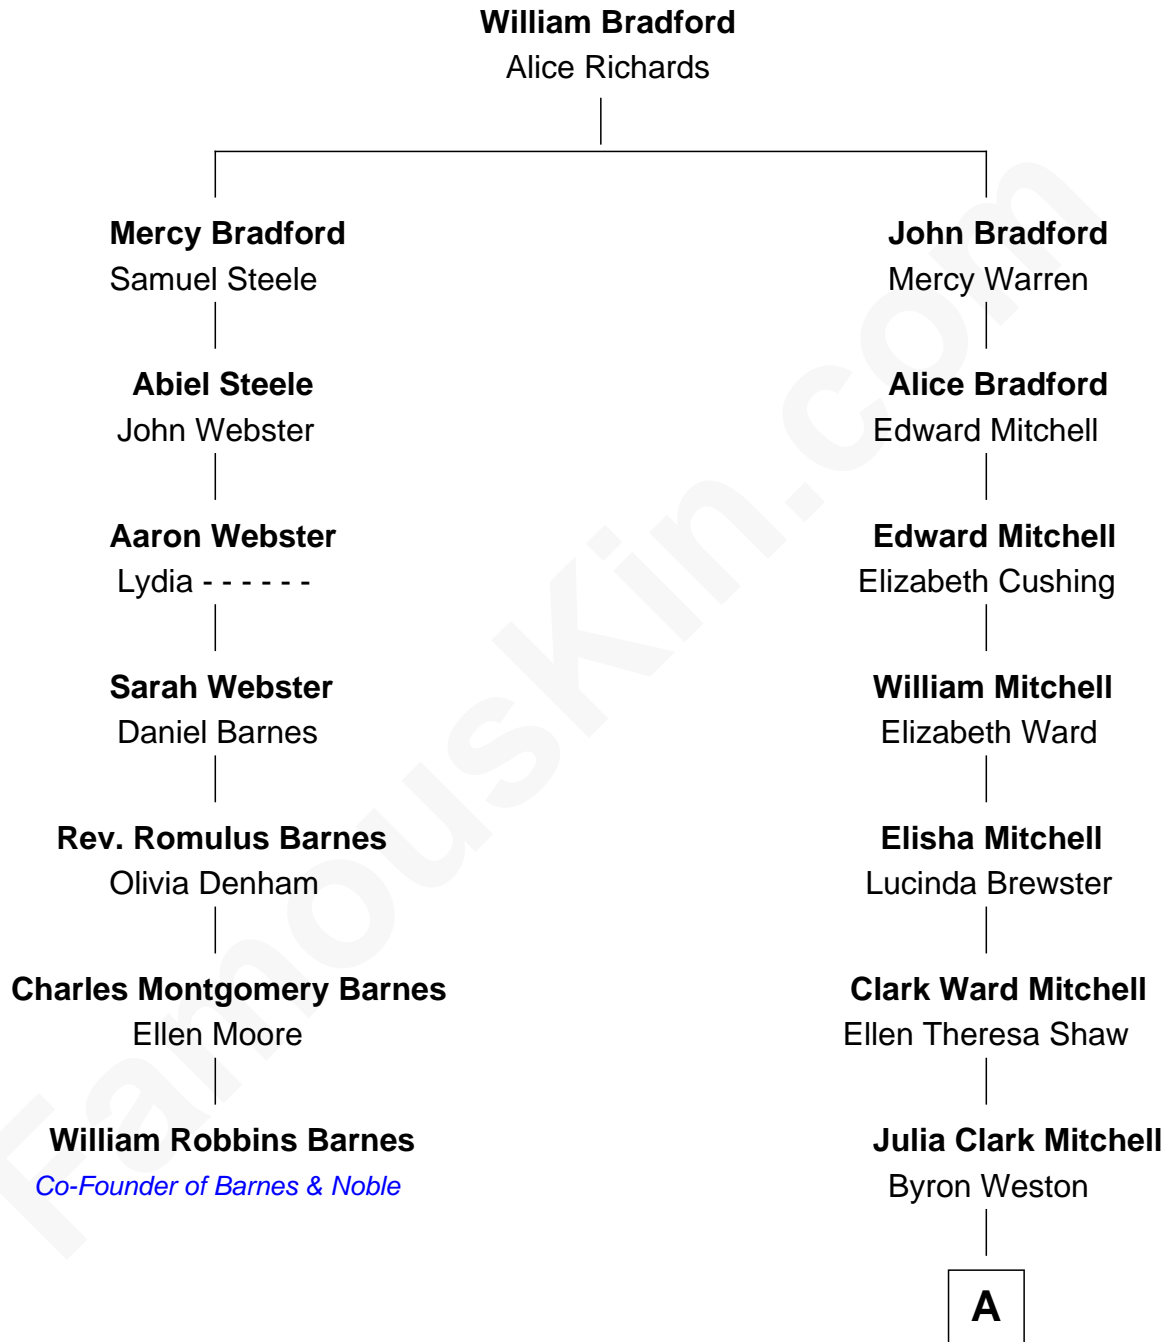 William Bradford
Alice Richards
Mercy Bradford
Samuel Steele
John Bradford
Mercy Warren
Abiel Steele
John Webster
Alice Bradford
Edward Mitchell
Aaron Webster
Lydia - - - - - -
Edward Mitchell
Elizabeth Cushing
Sarah Webster
Daniel Barnes
William Mitchell
Elizabeth Ward
Rev. Romulus Barnes
Olivia Denham
Elisha Mitchell
Lucinda Brewster
Charles Montgomery Barnes
Ellen Moore
Clark Ward Mitchell
Ellen Theresa Shaw
William Robbins Barnes
Co-Founder of Barnes & Noble
Julia Clark Mitchell
Byron Weston
A
FamousKin.com